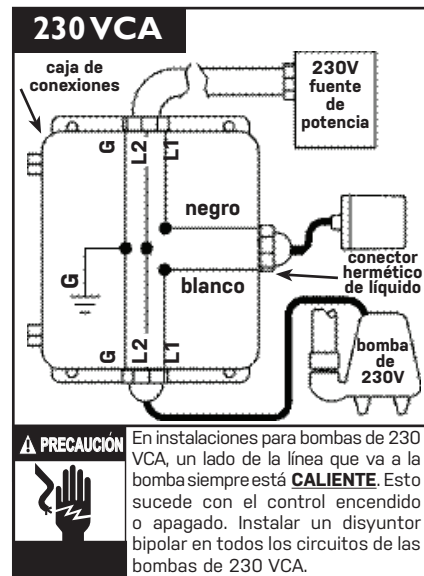 230 VCA
caja de
conexiones
230V
fuente
de
potencia
G
L2
L1
negro
conector
hermético
de líquido
G
blanco
bomba
de
230V
G
L2
L1
PRECAUCIÓN
En instalaciones para bombas de 230
VCA, un lado de la línea que va a la
bomba siempre está CALIENTE. Esto
sucede con el control encendido
o apagado. Instalar un disyuntor
bipolar en todos los circuitos de las
bombas de 230 VCA.